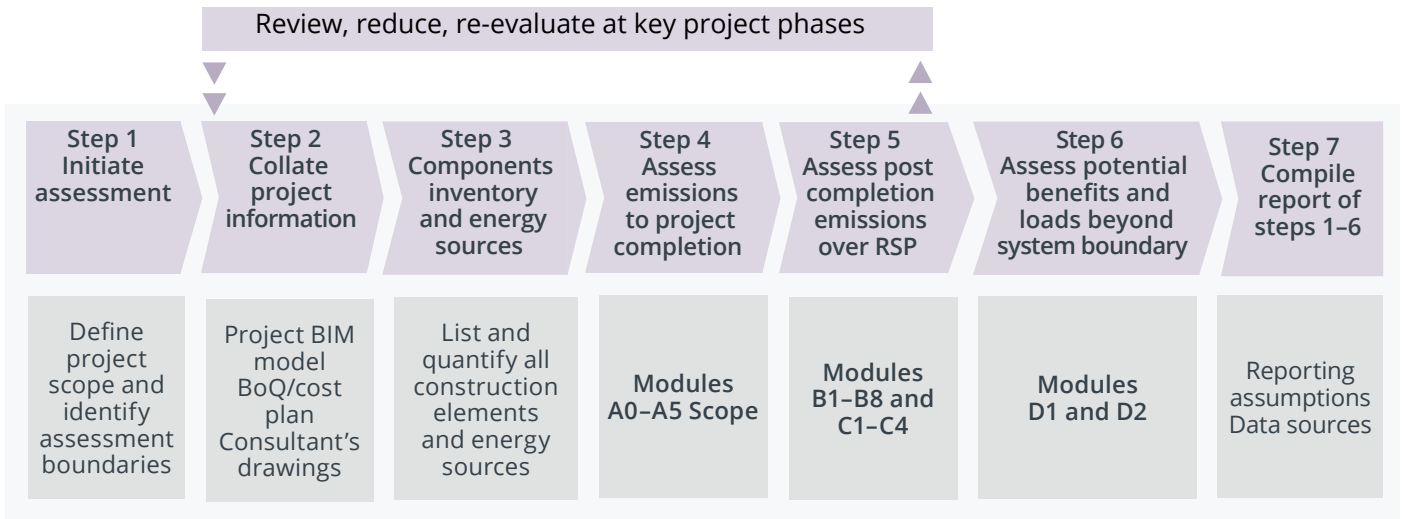 Review, reduce, re-evaluate at key project phases
Step 1
Initiate
assessment
Step 2
Collate
project
information
Step 3
Components
inventory
and energy
sources
Step 4
Assess
emissions
to project
completion
Step 5
Assess post
completion
emissions
over RSP
Step 6
Assess potential
benefits and
loads beyond
system boundary
Step 7
Compile
report of
steps 1–6
Define
project
scope and
identify
assessment
boundaries
Project BIM
model
BoQ/cost
plan
Consultant’s
drawings
List and
quantify all
construction
elements
and energy
sources
Modules
A0–A5 Scope
Modules
B1–B8 and
C1–C4
Modules
D1 and D2
Reporting
assumptions
Data sources